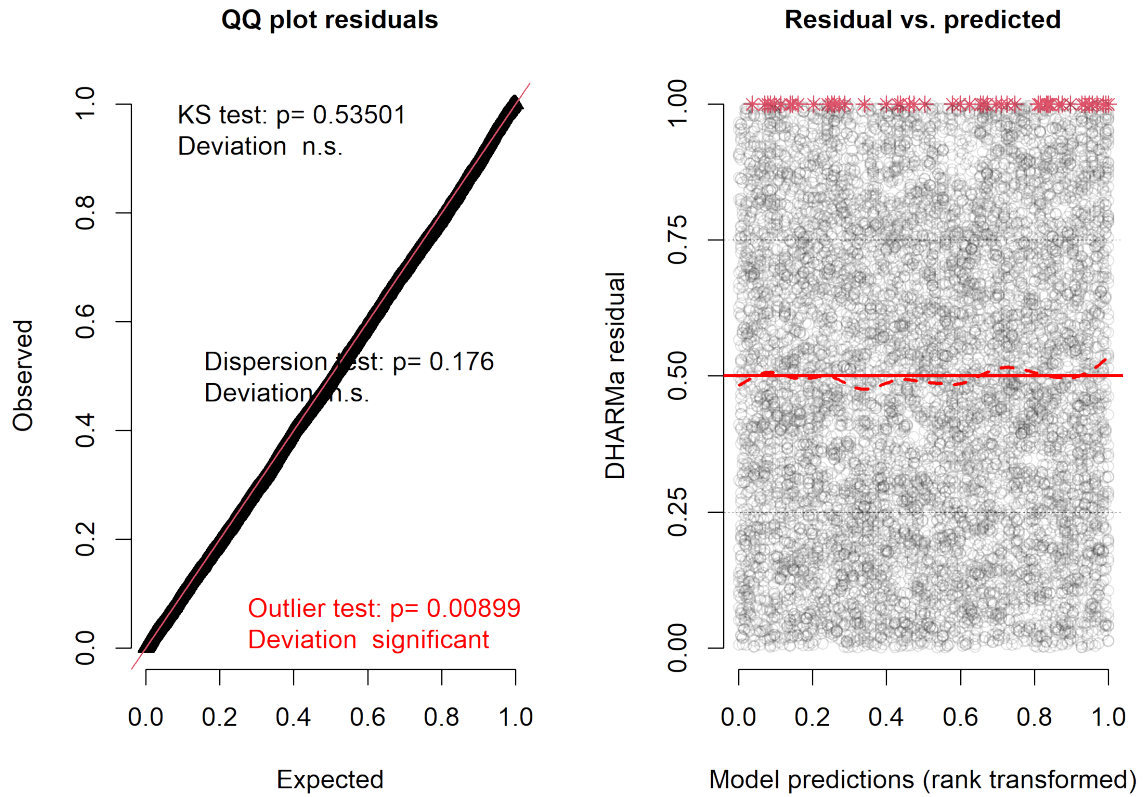 QQ plot residuals
KS test: p= 0.53501
Deviation n.s.
Dispersion test: p= 0.176
Deviation n.s.
Outlier test: p= 0.00899
Deviation significant
Observed
1.0
0.8
0.6
0.4
0.2
0.0
0.0 0.2 0.4 0.6 0.8 1.0
Expected
Residual vs. predicted
DHARMa residual
1.00
0.75
0.50
0.25
0.00
0.0 0.2 0.4 0.6 0.8 1.0
Model predictions (rank transformed)